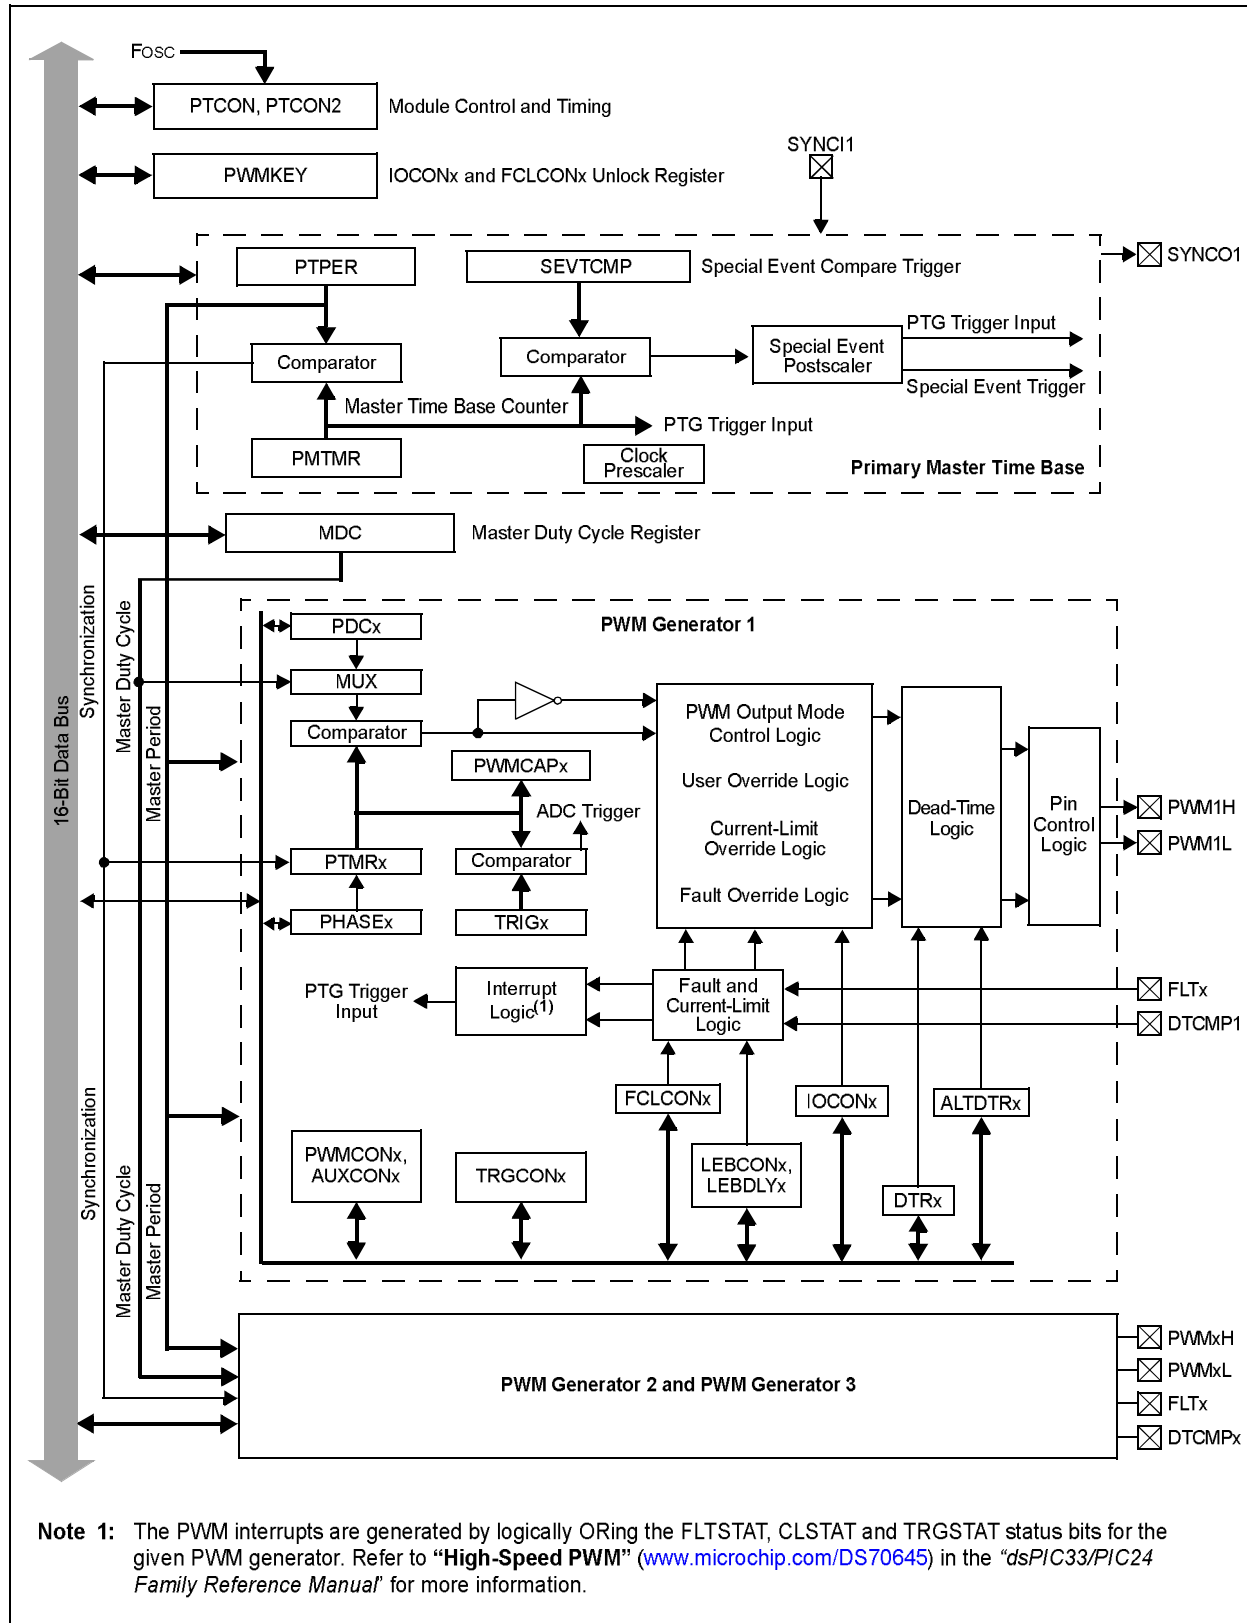 FOSC
PTCON, PTCON2
Module Control and Timing
SYNCI1
PWMKEY
IOCONx and FCLCONx Unlock Register
PTPER
SEVTCMP
Special Event Compare Trigger
SYNCO1
PTG Trigger Input
Comparator
Comparator
Special Event
Postscaler
Special Event Trigger
Master Time Base Counter
PTG Trigger Input
PMTMR
Clock
Prescaler
Primary Master Time Base
MDC
Master Duty Cycle Register
16-Bit Data Bus
Synchronization
Master Duty Cycle
Master Period
PDCx
PWM Generator 1
MUX
Comparator
PWM Output Mode
Control Logic
PWMCAPx
User Override Logic
ADC Trigger
Current-Limit
Override Logic
Dead-Time
Logic
Pin
Control
Logic
PWM1H
PWM1L
PTMRx
Comparator
Fault Override Logic
PHASEx
TRIGx
PTG Trigger
Input
Interrupt
Logic(1)
Fault and
Current-Limit
Logic
FLTx
DTCMP1
FCLCONx
IOCONx
ALTDTRx
PWMCONx,
AUXCONx
TRGCONx
LEBCONx,
LEBDLYx
DTRx
Synchronization
Master Duty Cycle
Master Period
PWM Generator 2 and PWM Generator 3
PWMxH
PWMxL
FLTx
DTCMPx
Note 1: The PWM interrupts are generated by logically ORing the FLTSTAT, CLSTAT and TRGSTAT status bits for the
given PWM generator. Refer to “High-Speed PWM” (www.microchip.com/DS70645) in the “dsPIC33/PIC24
Family Reference Manual” for more information.